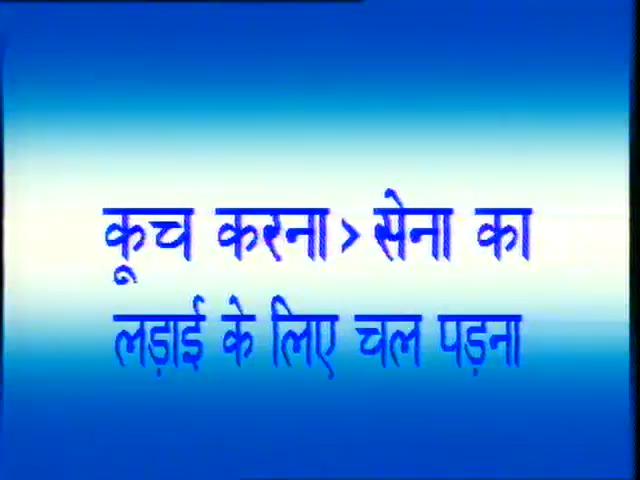 कूच करना > सेना का
लड़ाई के लिए चल पड़ना